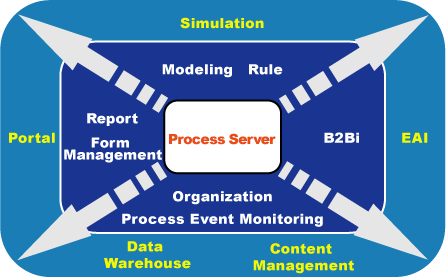 Simulation
Modeling Rule
Report
Form
Management
Process Server
B2Bi
Portal
EAI
Organization
Process Event Monitoring
Data
Warehouse
Content
Management